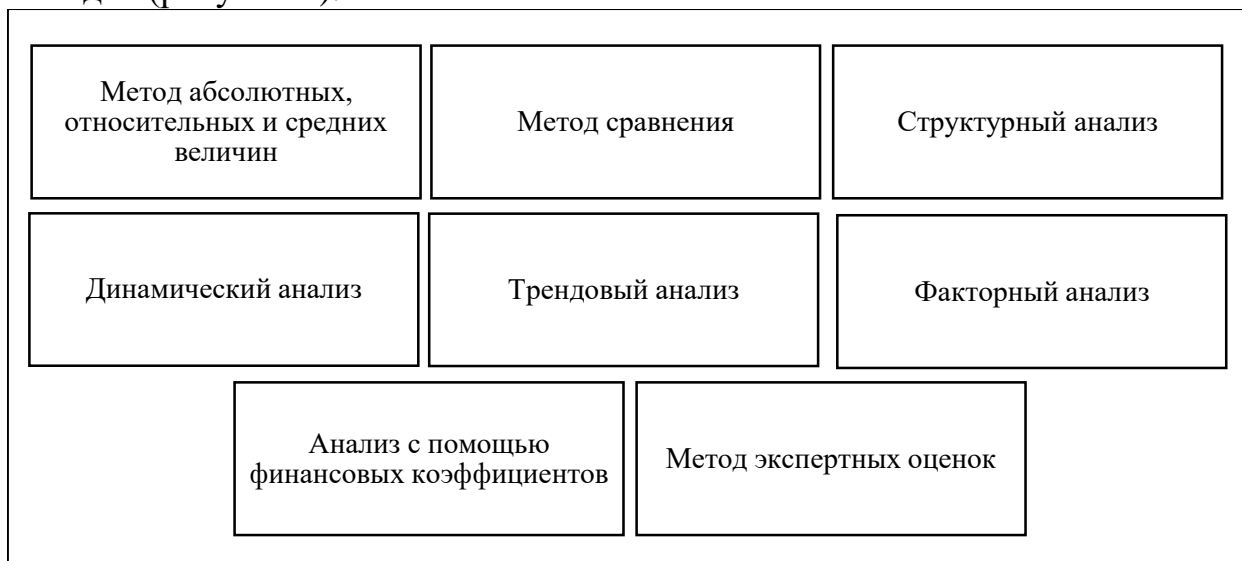 Метод абсолютных,
относительных и средних
величин
Метод сравнения
Структурный анализ
Динамический анализ
Трендовый анализ
Факторный анализ
Анализ с помощью
финансовых коэффициентов
Метод экспертных оценок